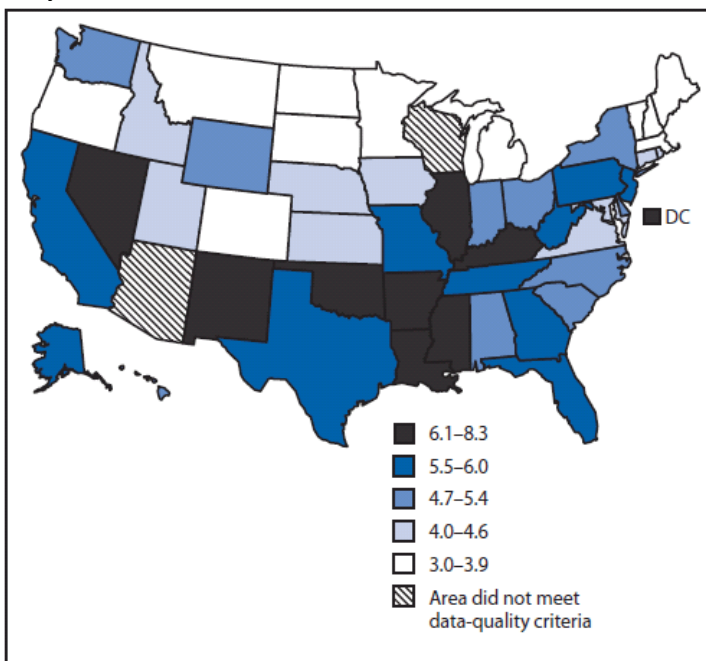 DC
6.1–8.3
5.5–6.0
4.7–5.4
4.0–4.6
3.0–3.9
Area did not meet
data-quality criteria